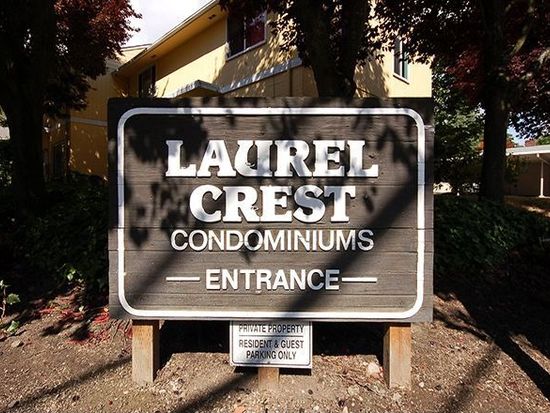 LAUREL
CREST
CONDOMINIUMS
ENTRANCE
PRIVATE PROPERTY
RESIDENT & GUEST
PARKING ONLY